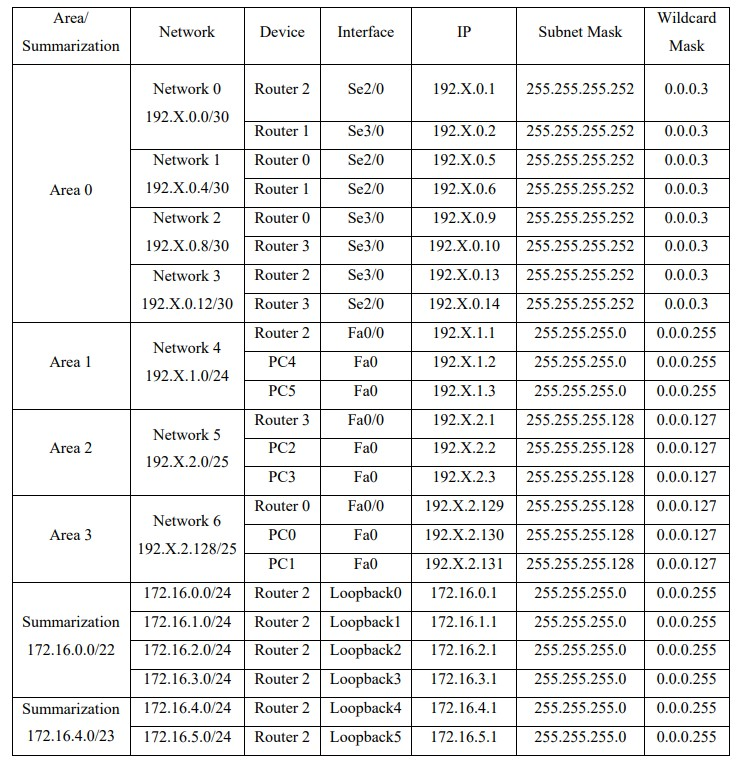 Area/ Summarization Network Device Interface IP Subnet Mask Wildcard Mask
Area 0
Network 0
192.X.0.0/30
Router 2 Se2/0 192.X.0.1 255.255.255.252 0.0.0.3
Router 1 Se3/0 192.X.0.2 255.255.255.252 0.0.0.3
Network 1
192.X.0.4/30
Router 0 Se2/0 192.X.0.5 255.255.255.252 0.0.0.3
Router 1 Se2/0 192.X.0.6 255.255.255.252 0.0.0.3
Network 2
192.X.0.8/30
Router 0 Se3/0 192.X.0.9 255.255.255.252 0.0.0.3
Router 3 Se3/0 192.X.0.10 255.255.255.252 0.0.0.3
Network 3
192.X.0.12/30
Router 2 Se3/0 192.X.0.13 255.255.255.252 0.0.0.3
Router 3 Se2/0 192.X.0.14 255.255.255.252 0.0.0.3
Area 1
Network 4
192.X.1.0/24
Router 2 Fa0/0 192.X.1.1 255.255.255.0 0.0.0.255
PC4 Fa0 192.X.1.2 255.255.255.0 0.0.0.255
PC5 Fa0 192.X.1.3 255.255.255.0 0.0.0.255
Area 2
Network 5
192.X.2.0/25
Router 3 Fa0/0 192.X.2.1 255.255.255.128 0.0.0.127
PC2 Fa0 192.X.2.2 255.255.255.128 0.0.0.127
PC3 Fa0 192.X.2.3 255.255.255.128 0.0.0.127
Area 3
Network 6
192.X.2.128/25
Router 0 Fa0/0 192.X.2.129 255.255.255.128 0.0.0.127
PC0 Fa0 192.X.2.130 255.255.255.128 0.0.0.127
PC1 Fa0 192.X.2.131 255.255.255.128 0.0.0.127
Summarization
172.16.0.0/22
172.16.0.0/24 Router 2 Loopback0 172.16.0.1 255.255.255.0 0.0.0.255
172.16.1.0/24 Router 2 Loopback1 172.16.1.1 255.255.255.0 0.0.0.255
172.16.2.0/24 Router 2 Loopback2 172.16.2.1 255.255.255.0 0.0.0.255
172.16.3.0/24 Router 2 Loopback3 172.16.3.1 255.255.255.0 0.0.0.255
Summarization
172.16.4.0/23
172.16.4.0/24 Router 2 Loopback4 172.16.4.1 255.255.255.0 0.0.0.255
172.16.5.0/24 Router 2 Loopback5 172.16.5.1 255.255.255.0 0.0.0.255